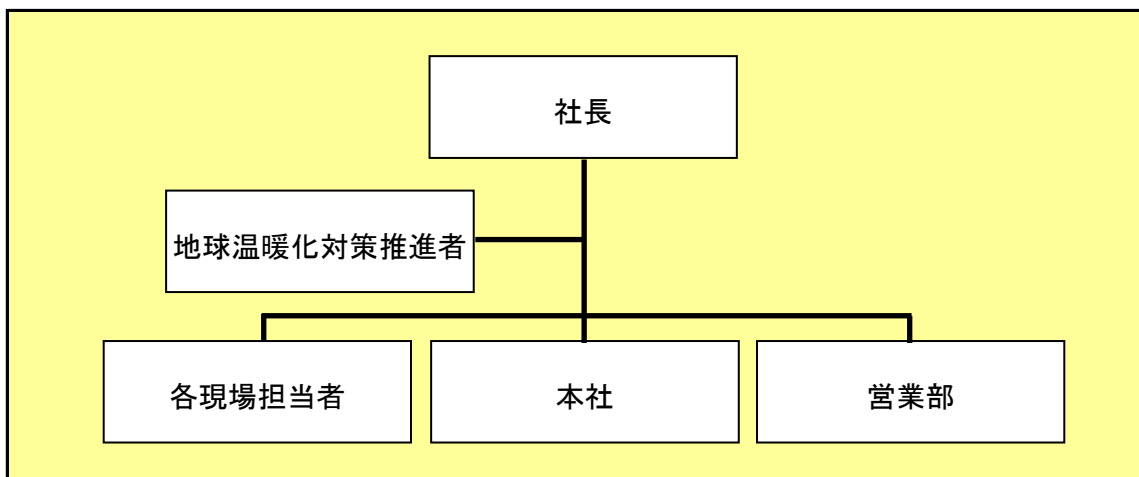 社長
地球温暖化対策推進者
各現場担当者
本社
営業部